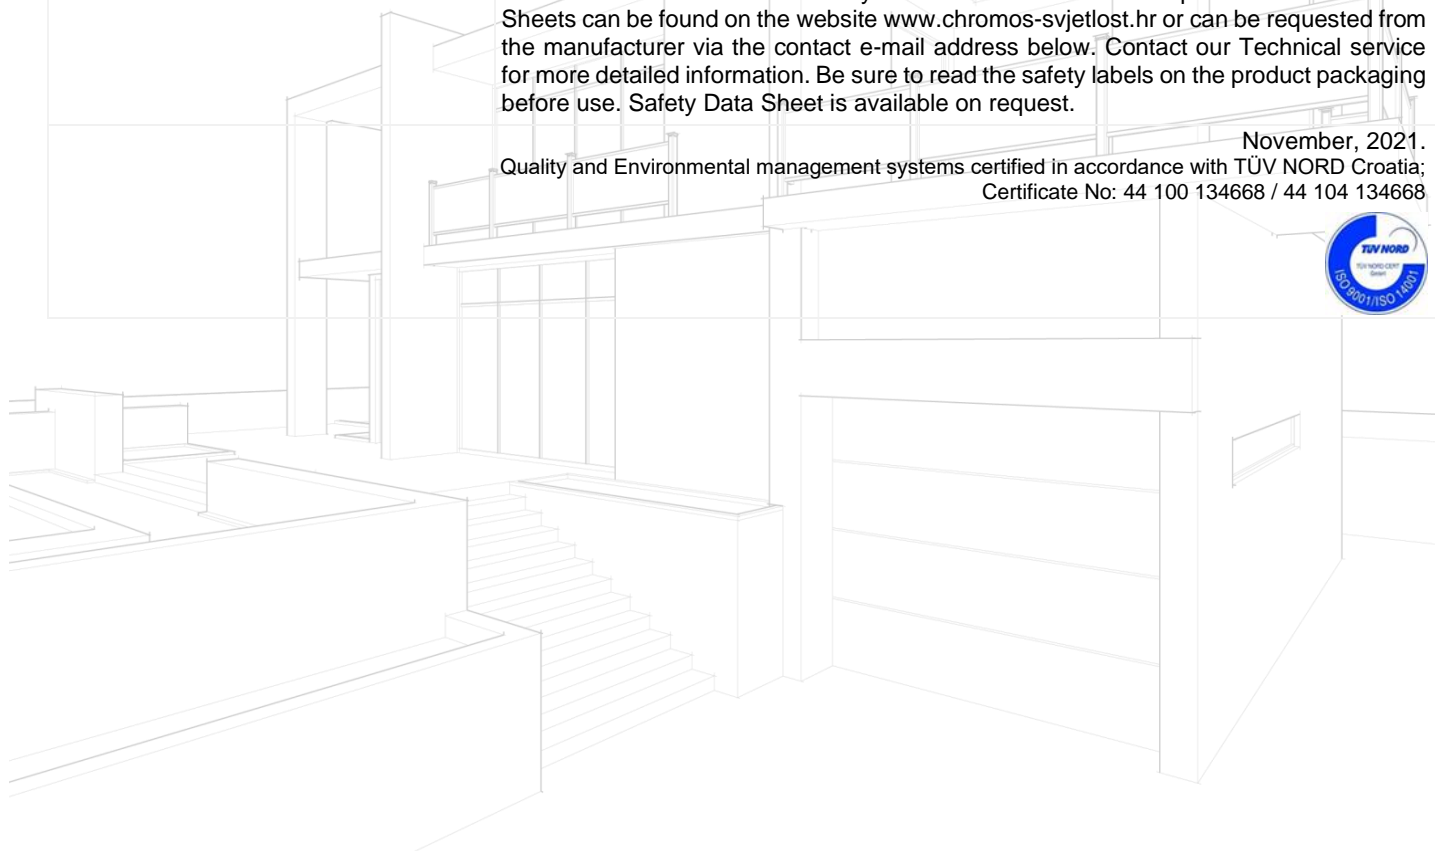 Sheets can be found on the website www.chromos-svjetlost.hr or can be requested from
the manufacturer via the contact e-mail address below. Contact our Technical service
for more detailed information. Be sure to read the safety labels on the product packaging
before use. Safety Data Sheet is available on request.
November, 2021.
Quality and Environmental management systems certified in accordance with TÜV NORD Croatia;
Certificate No: 44 100 134668 / 44 104 134668
TÜV NORD
TÜV NORD CERT
GmbH
ISO 9001/ISO 14001